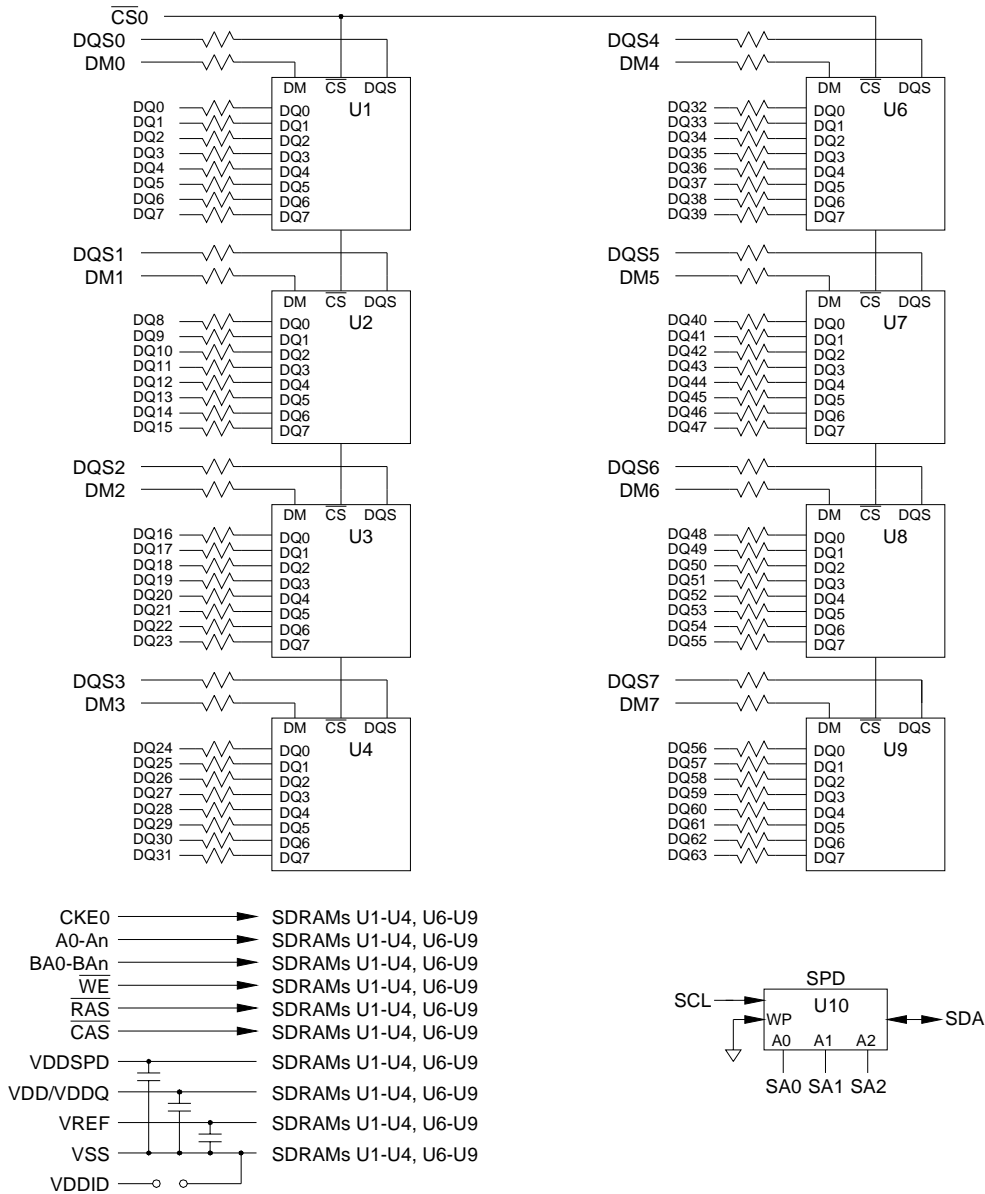 CS0
DQS0
DM0
DM CS DQS
U1
DQ0 DQ0
DQ1 DQ1
DQ2 DQ2
DQ3 DQ3
DQ4 DQ4
DQ5 DQ5
DQ6 DQ6
DQ7 DQ7
DQS1
DM1
DM CS DQS
U2
DQ8 DQ0
DQ9 DQ1
DQ10 DQ2
DQ11 DQ3
DQ12 DQ4
DQ13 DQ5
DQ14 DQ6
DQ15 DQ7
DQS2
DM2
DM CS DQS
U3
DQ16 DQ0
DQ17 DQ1
DQ18 DQ2
DQ19 DQ3
DQ20 DQ4
DQ21 DQ5
DQ22 DQ6
DQ23 DQ7
DQS3
DM3
DM CS DQS
U4
DQ24 DQ0
DQ25 DQ1
DQ26 DQ2
DQ27 DQ3
DQ28 DQ4
DQ29 DQ5
DQ30 DQ6
DQ31 DQ7
DQS4
DM4
DM CS DQS
U6
DQ32 DQ0
DQ33 DQ1
DQ34 DQ2
DQ35 DQ3
DQ36 DQ4
DQ37 DQ5
DQ38 DQ6
DQ39 DQ7
DQS5
DM5
DM CS DQS
U7
DQ40 DQ0
DQ41 DQ1
DQ42 DQ2
DQ43 DQ3
DQ44 DQ4
DQ45 DQ5
DQ46 DQ6
DQ47 DQ7
DQS6
DM6
DM CS DQS
U8
DQ48 DQ0
DQ49 DQ1
DQ50 DQ2
DQ51 DQ3
DQ52 DQ4
DQ53 DQ5
DQ54 DQ6
DQ55 DQ7
DQS7
DM7
DM CS DQS
U9
DQ56 DQ0
DQ57 DQ1
DQ58 DQ2
DQ59 DQ3
DQ60 DQ4
DQ61 DQ5
DQ62 DQ6
DQ63 DQ7
CKE0 SDRAMs U1-U4, U6-U9
A0-An SDRAMs U1-U4, U6-U9
BA0-BAn SDRAMs U1-U4, U6-U9
WE SDRAMs U1-U4, U6-U9
RAS SDRAMs U1-U4, U6-U9
CAS SDRAMs U1-U4, U6-U9
VDDSPD SDRAMs U1-U4, U6-U9
VDD/VDDQ SDRAMs U1-U4, U6-U9
VREF SDRAMs U1-U4, U6-U9
VSS SDRAMs U1-U4, U6-U9
VDDID
SPD
SCL U10
WP SDA
A0 A1 A2
SA0 SA1 SA2